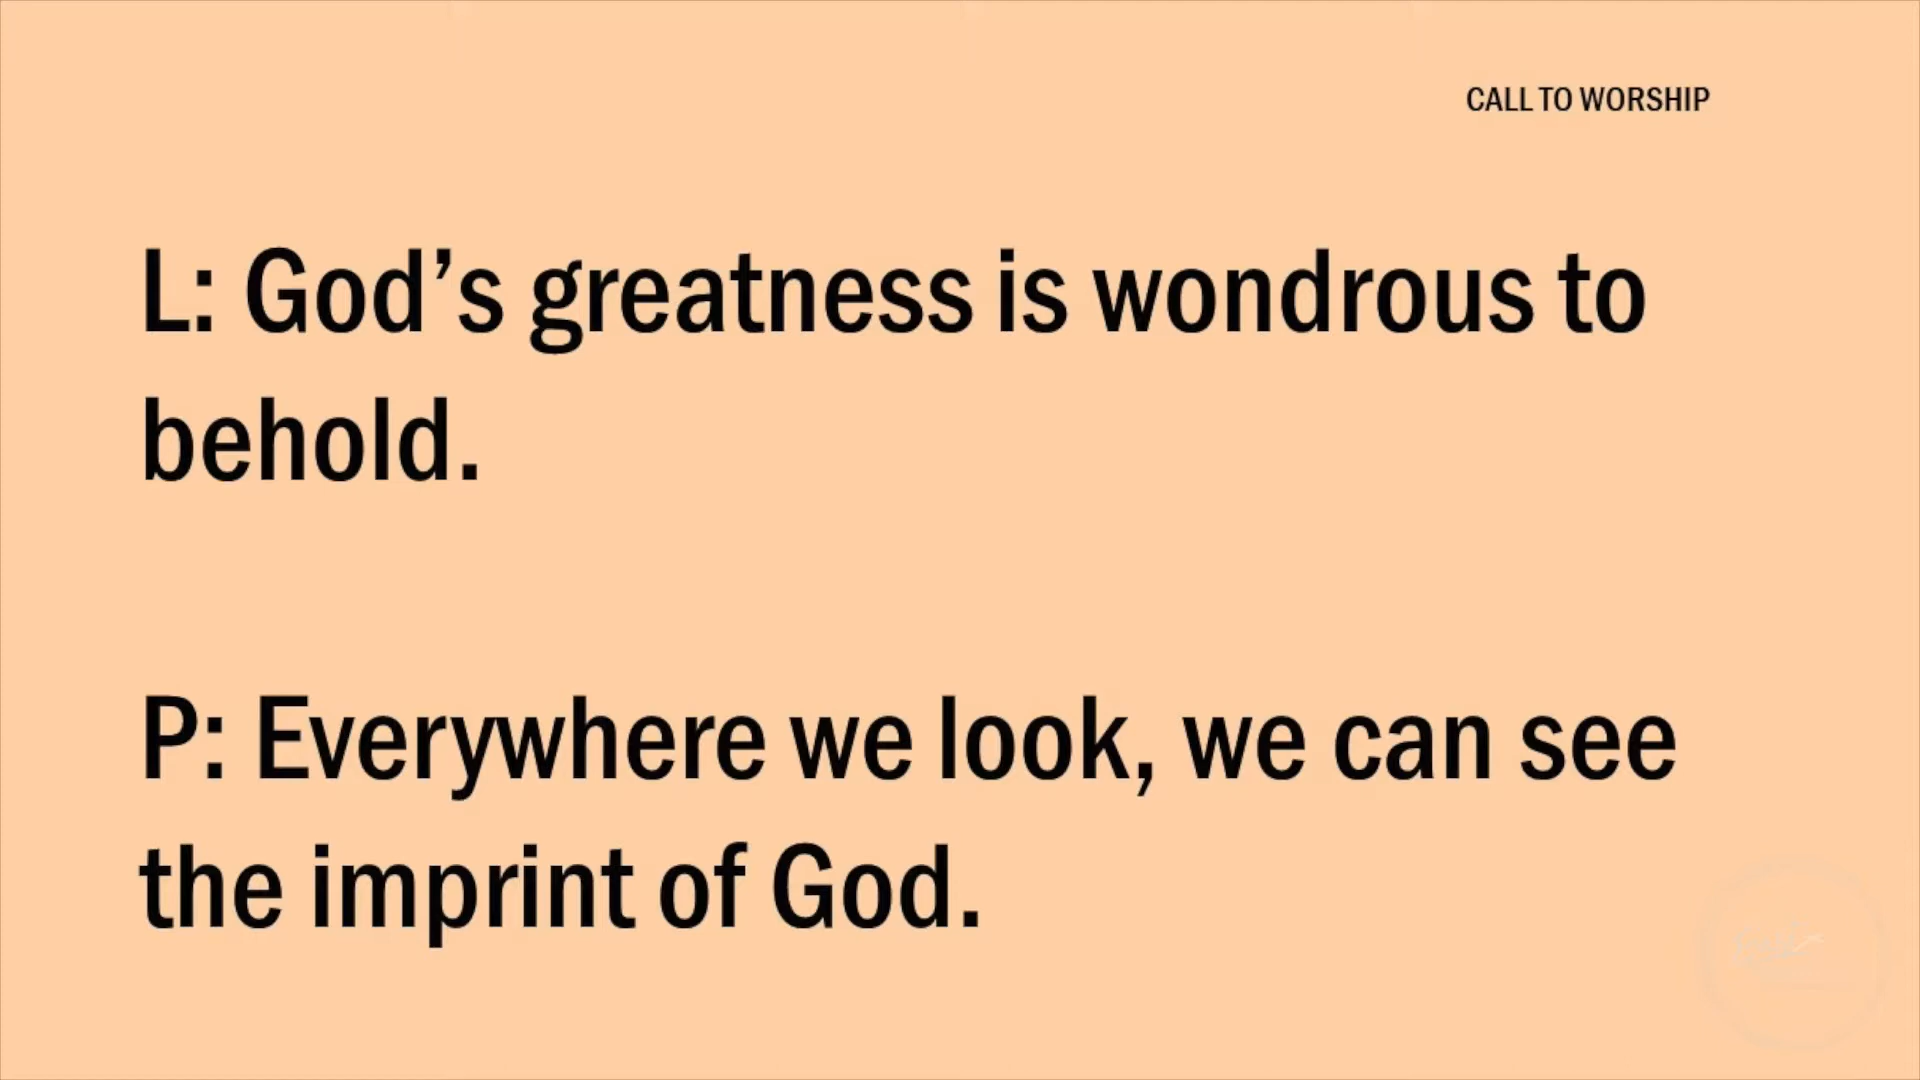 CALL TO WORSHIP
L: God’s greatness is wondrous to
behold.
P: Everywhere we look, we can see
the imprint of God.